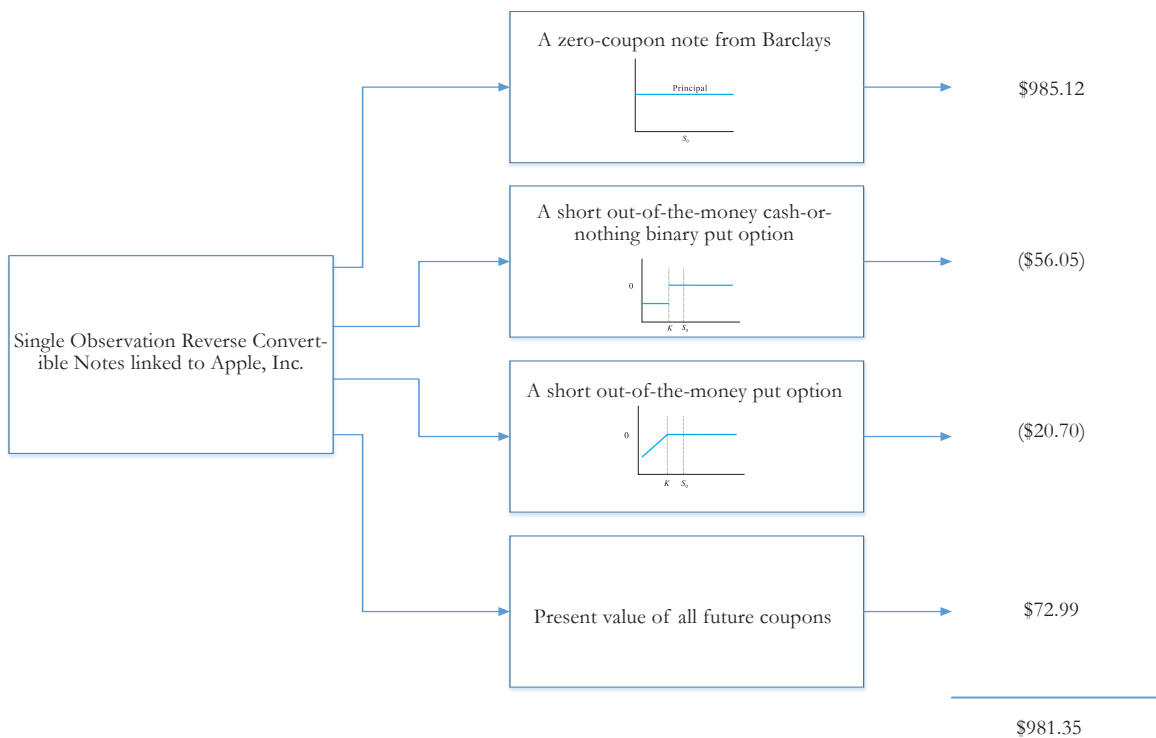 A zero-coupon note from Barclays
Principal
S₀
$985.12
A short out-of-the-money cash-or-
nothing binary put option
0
K S₀
($56.05)
Single Observation Reverse Convert-
ible Notes linked to Apple, Inc.
A short out-of-the-money put option
0
K S₀
($20.70)
Present value of all future coupons
$72.99
$981.35